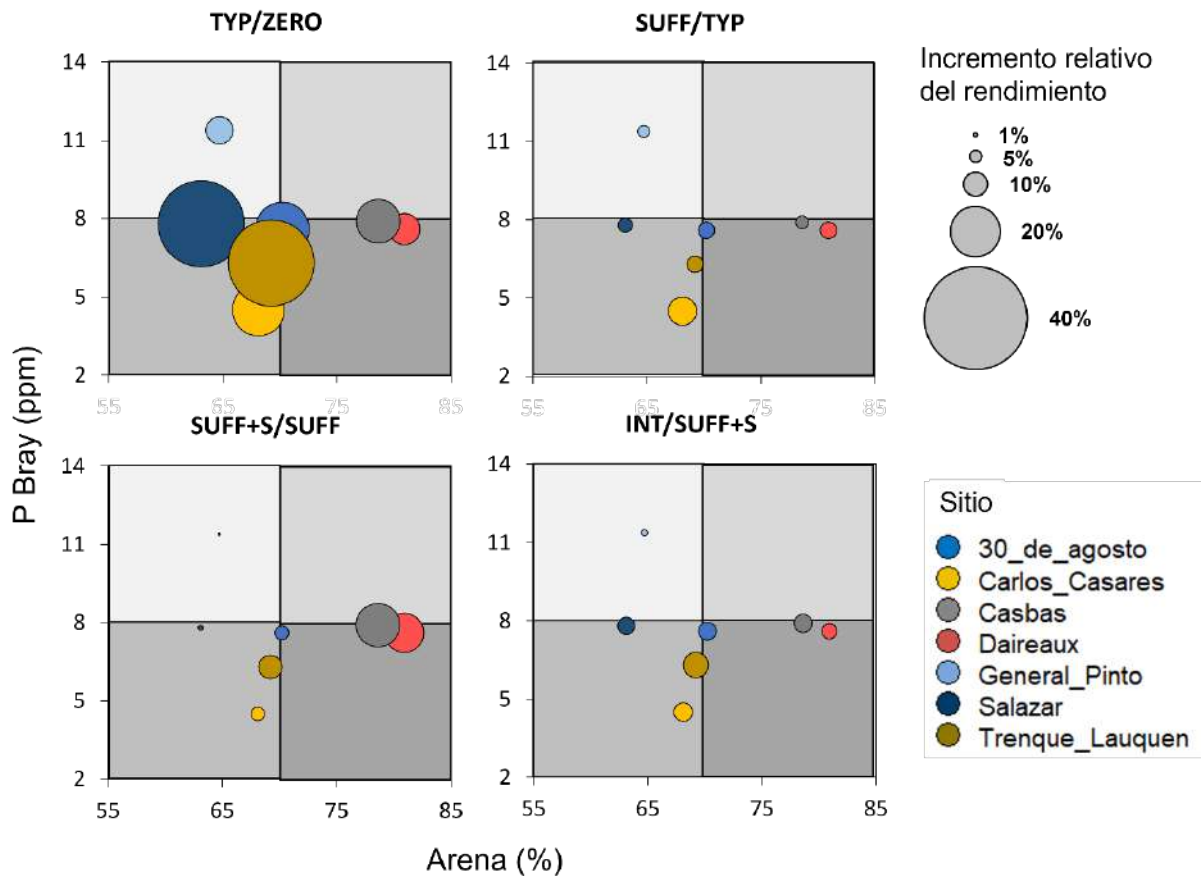 TYP/ZERO
SUFF/TYP
14
11
8
5
2
55
65
75
85
14
11
8
5
2
55
65
75
85
Incremento relativo
del rendimiento
1%
5%
10%
20%
40%
P Bray (ppm)
SUFF+S/SUFF
INT/SUFF+S
14
11
8
5
2
55
65
75
85
14
11
8
5
2
55
65
75
85
Arena (%)
Sitio
30_de_agosto
Carlos_Casares
Casbas
Daireaux
General_Pinto
Salazar
Trenque_Lauquen